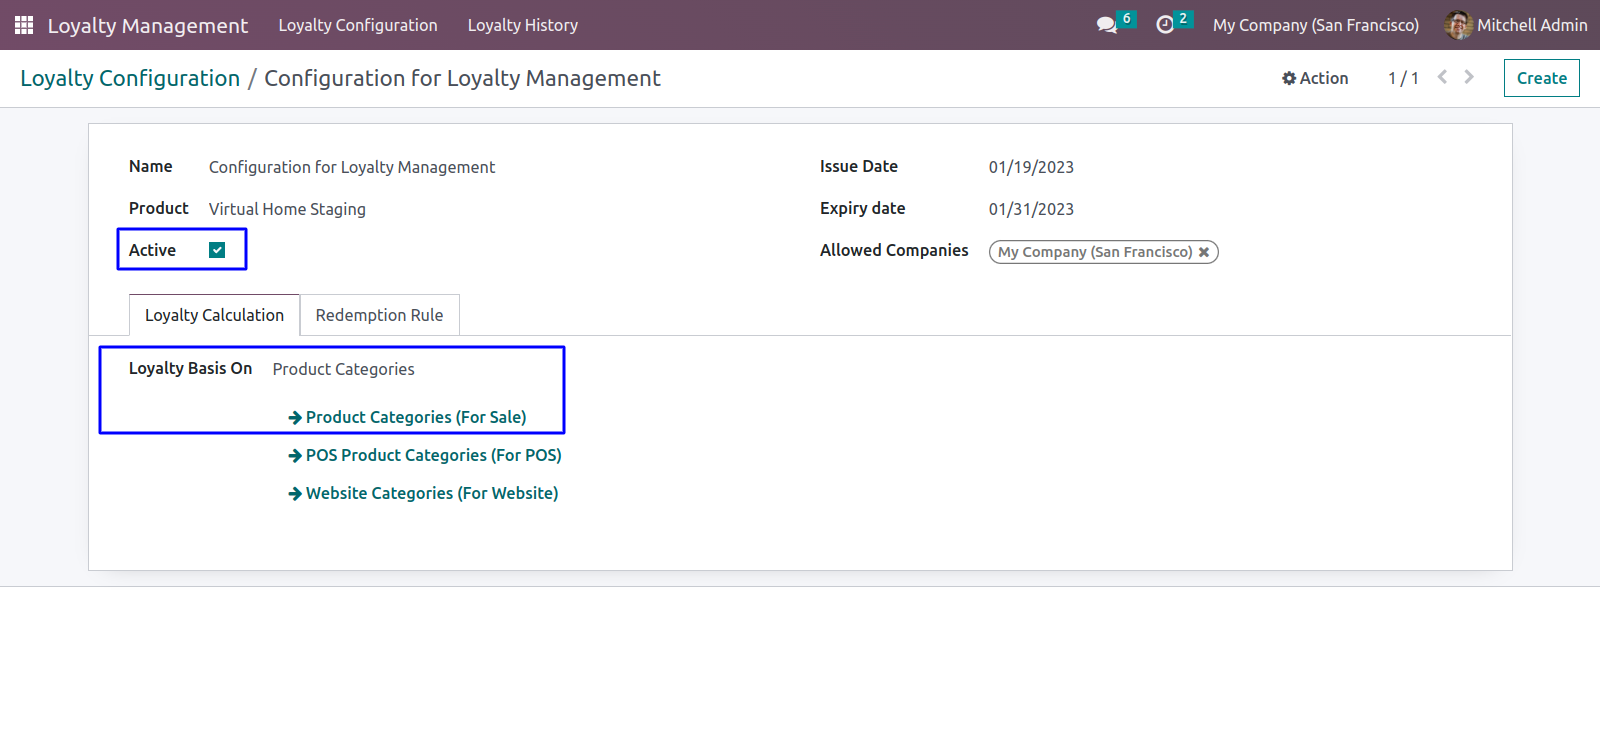 Loyalty Management Loyalty Configuration Loyalty History 6 2 My Company (San Francisco) Mitchell Admin
Loyalty Configuration / Configuration for Loyalty Management Action 1 / 1 Create
Name Configuration for Loyalty Management Issue Date 01/19/2023
Product Virtual Home Staging Expiry date 01/31/2023
Active Allowed Companies My Company (San Francisco)
Loyalty Calculation Redemption Rule
Loyalty Basis On Product Categories
Product Categories (For Sale)
POS Product Categories (For POS)
Website Categories (For Website)